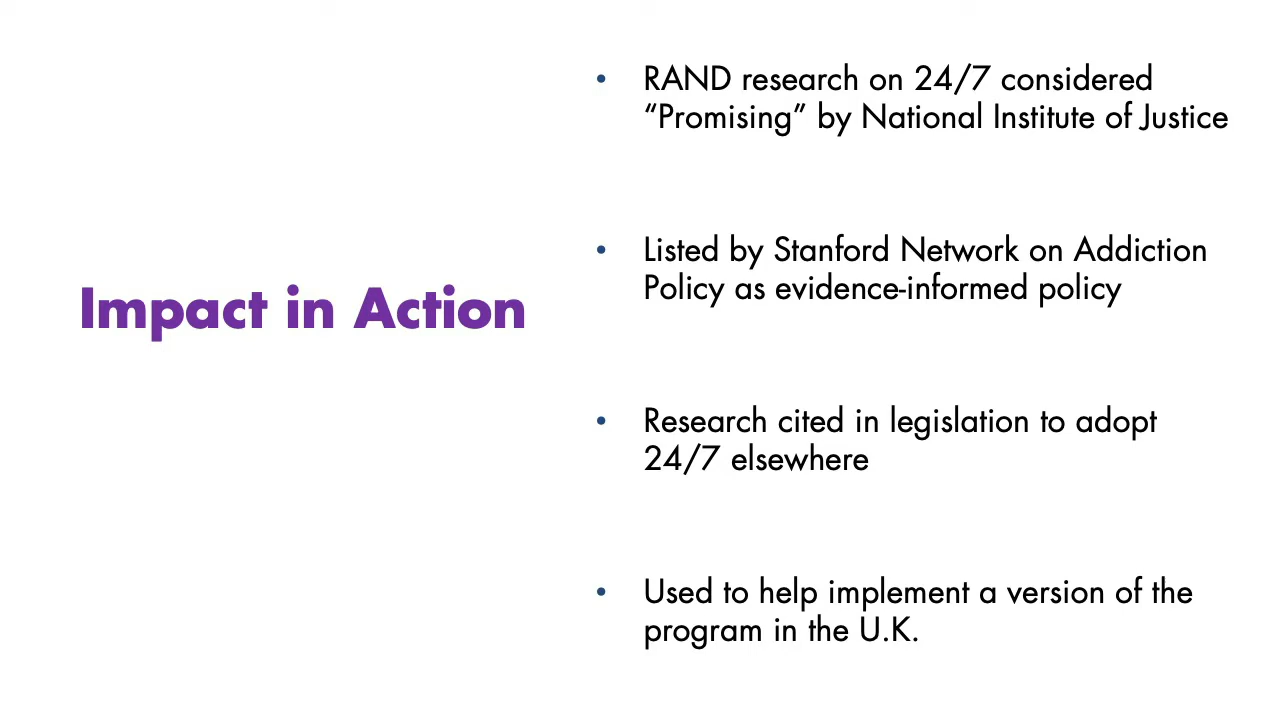 Impact in Action
• RAND research on 24/7 considered
“Promising” by National Institute of Justice
• Listed by Stanford Network on Addiction
Policy as evidence-informed policy
• Research cited in legislation to adopt
24/7 elsewhere
• Used to help implement a version of the
program in the U.K.